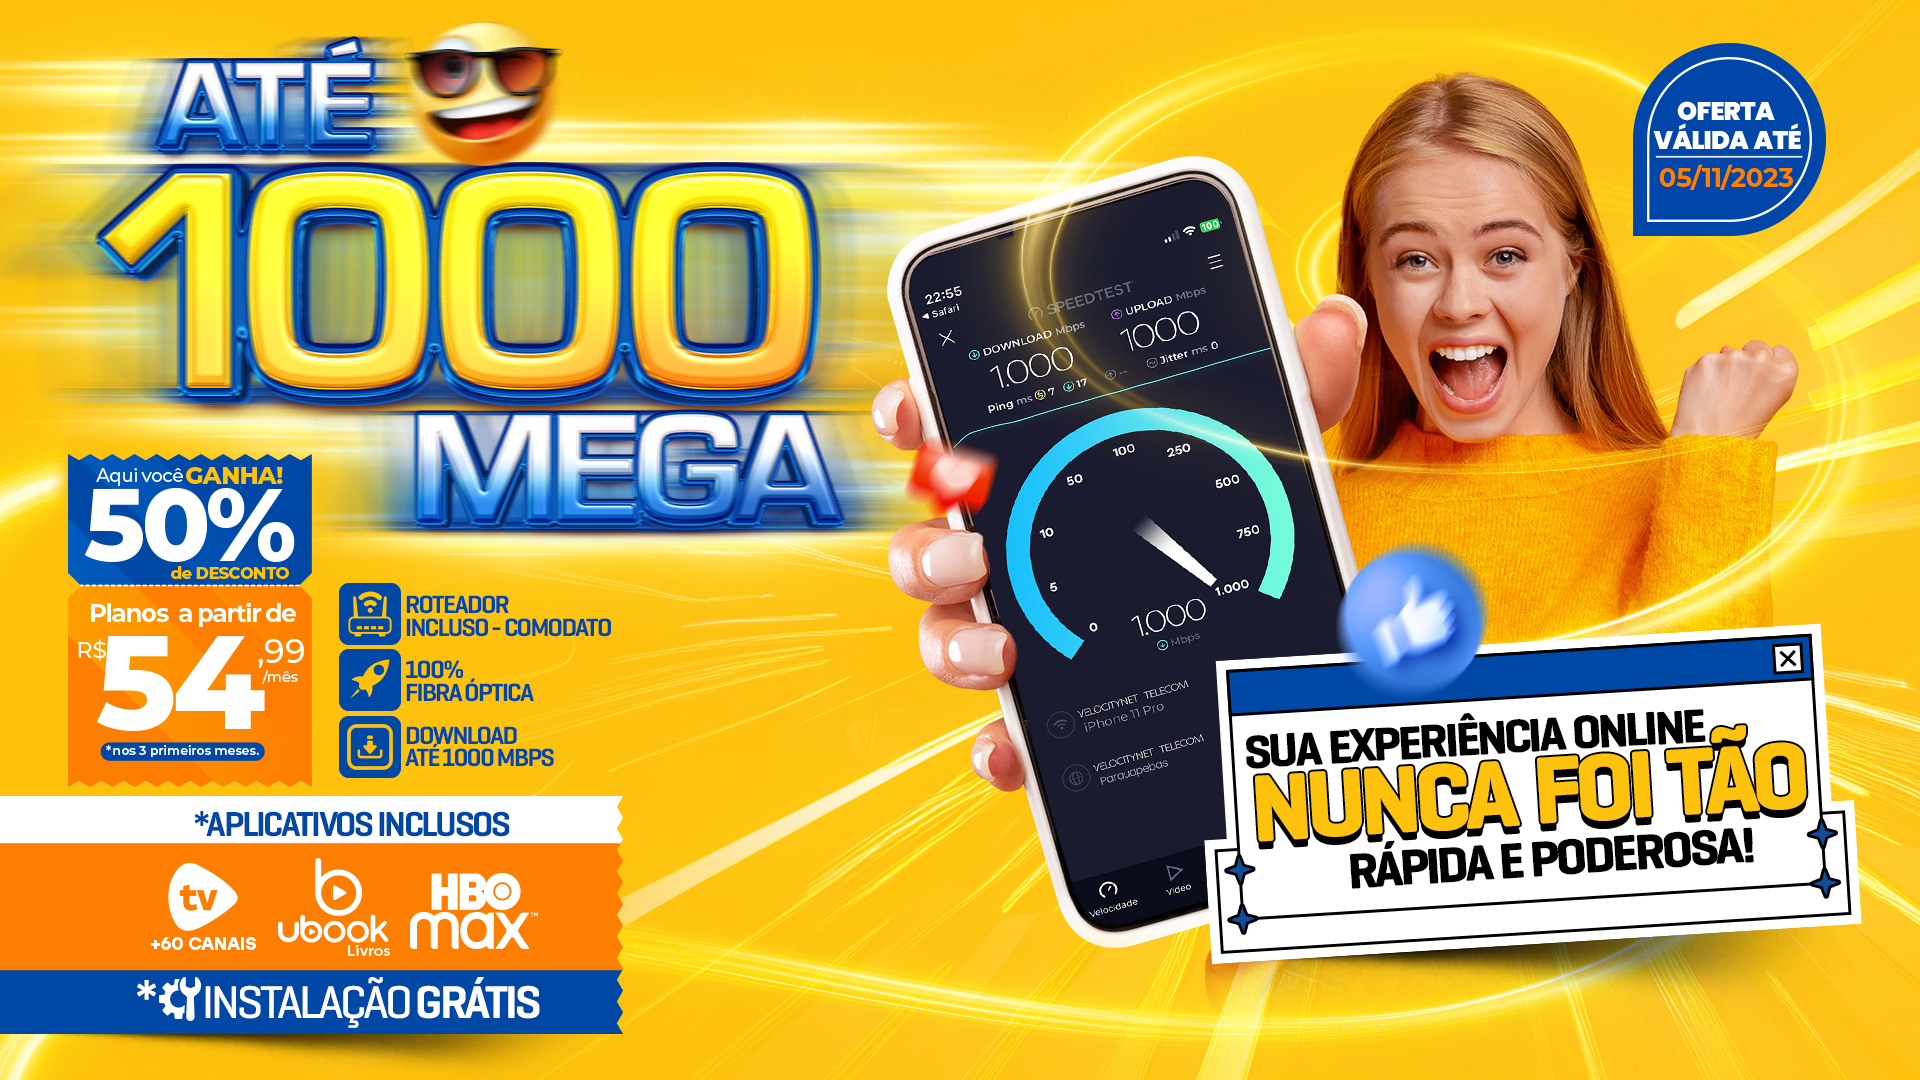 ATÉ
1000
MEGA
OFERTA
VÁLIDA ATÉ
05/11/2023
Aqui você GANHA!
50%
de DESCONTO
Planos a partir de
R$54,99
/mês
*nos 3 primeiros meses.
ROTEADOR
INCLUSO - COMODATO
100%
FIBRA ÓPTICA
DOWNLOAD
ATÉ 1000 MBPS
*APLICATIVOS INCLUSOS
tv
+60 CANAIS
ubook
Livros
HBO
max™
*INSTALAÇÃO GRÁTIS
100
22:55
◀ Safari
SPEEDTEST
DOWNLOAD Mbps
1.000
UPLOAD Mbps
1000
Ping ms 7 17 --
Jitter ms 0
0
5
10
50
100
250
500
750
1.000
1.000
Mbps
VELOCITYNET TELECOM
iPhone 11 Pro
VELOCITYNET TELECOM
Parauapebas
Velocidade
Video
SUA EXPERIÊNCIA ONLINE
NUNCA FOI TÃO
RÁPIDA E PODEROSA!